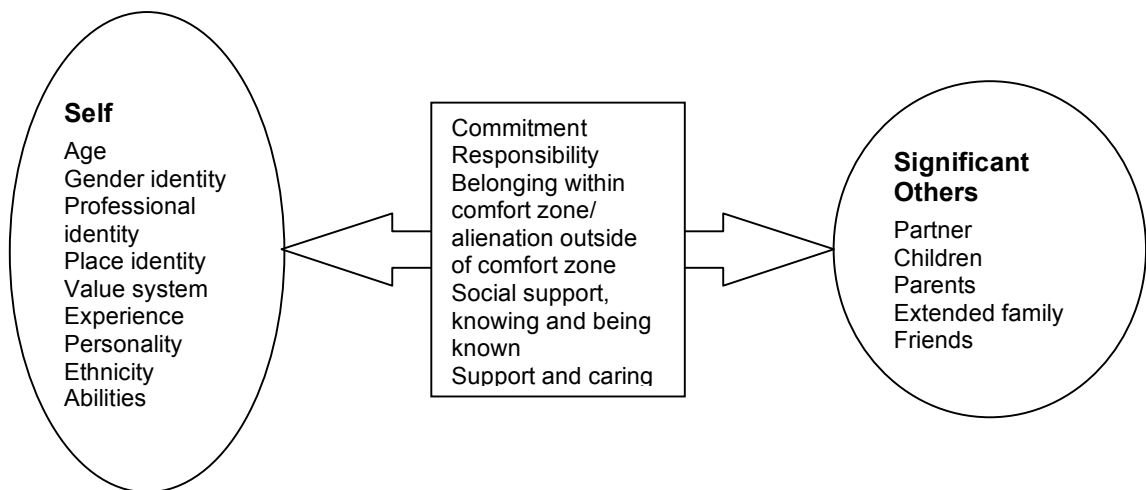 Self
Age
Gender identity
Professional
identity
Place identity
Value system
Experience
Personality
Ethnicity
Abilities
Commitment
Responsibility
Belonging within
comfort zone/
alienation outside
of comfort zone
Social support,
knowing and being
known
Support and caring
Significant
Others
Partner
Children
Parents
Extended family
Friends